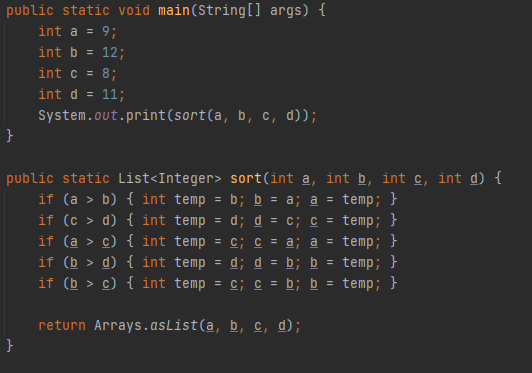 public static void main(String[] args) {
    int a = 9;
    int b = 12;
    int c = 8;
    int d = 11;
    System.out.print(sort(a, b, c, d));
}

public static List<Integer> sort(int a, int b, int c, int d) {
    if (a > b) { int temp = b; b = a; a = temp; }
    if (c > d) { int temp = d; d = c; c = temp; }
    if (a > c) { int temp = c; c = a; a = temp; }
    if (b > d) { int temp = d; d = b; b = temp; }
    if (b > c) { int temp = c; c = b; b = temp; }

    return Arrays.asList(a, b, c, d);
}